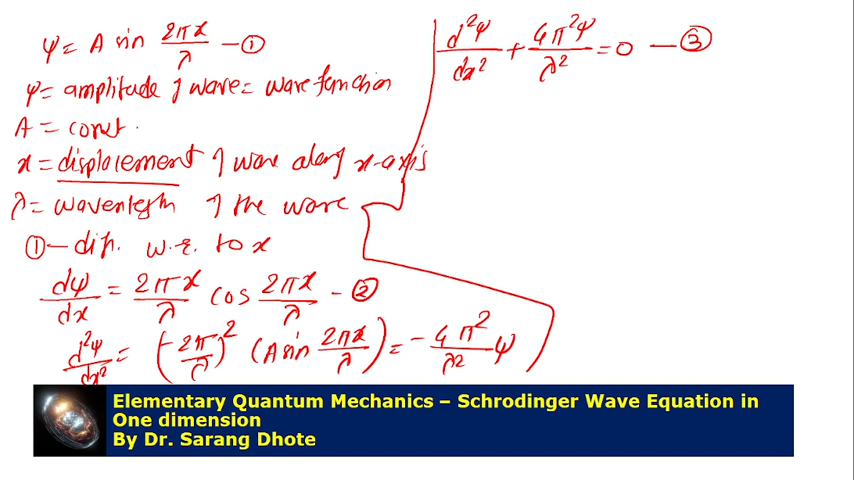 ψ = A sin 2πx/λ — ①
ψ = amplitude of wave = wave function
A = const.
x = displacement of wave along x-axis
λ = wavelength of the wave
① — diff. w.r. to x
dψ/dx = 2πx/λ cos 2πx/λ — ②
d²ψ/dx² = (-2π/λ)² (A sin 2πx/λ) = -4π²/λ² ψ
d²ψ/dx² + 4π²ψ/λ² = 0 — ③
Elementary Quantum Mechanics – Schrodinger Wave Equation in
One dimension
By Dr. Sarang Dhote